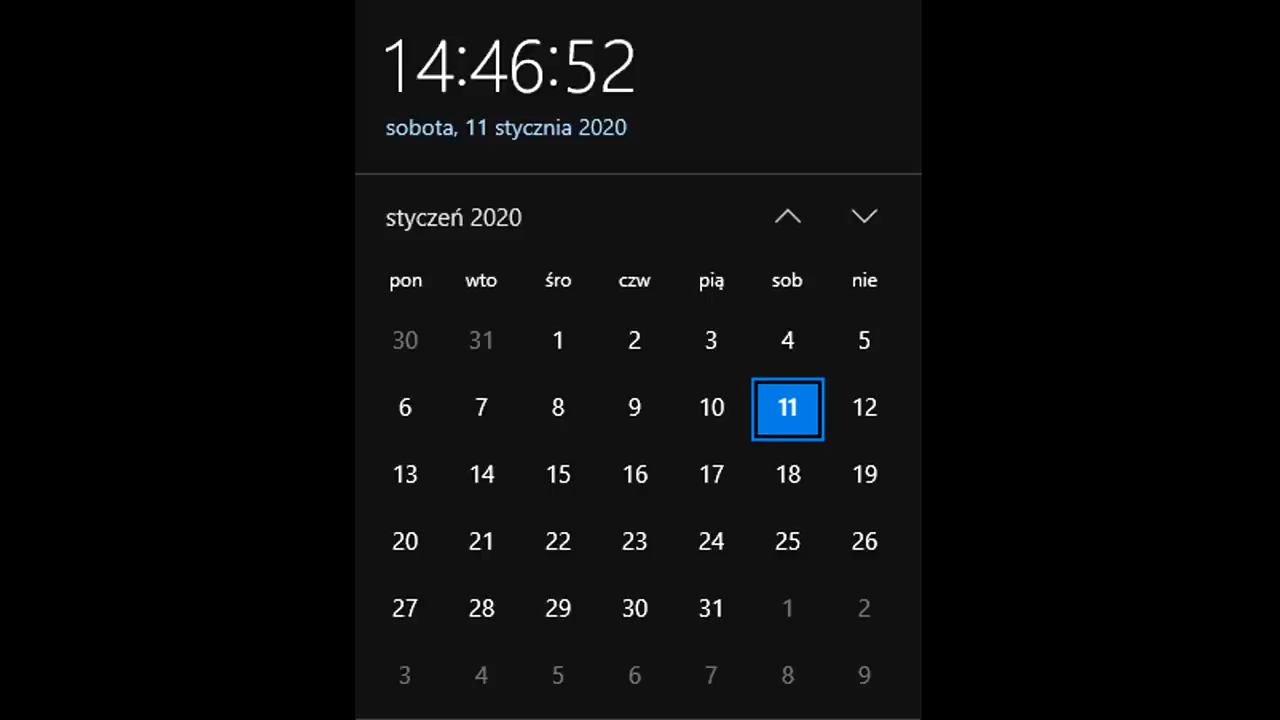 14:46:52
sobota, 11 stycznia 2020
styczeń 2020
pon wto śro czw pią sob nie
30 31 1 2 3 4 5
6 7 8 9 10 11 12
13 14 15 16 17 18 19
20 21 22 23 24 25 26
27 28 29 30 31 1 2
3 4 5 6 7 8 9